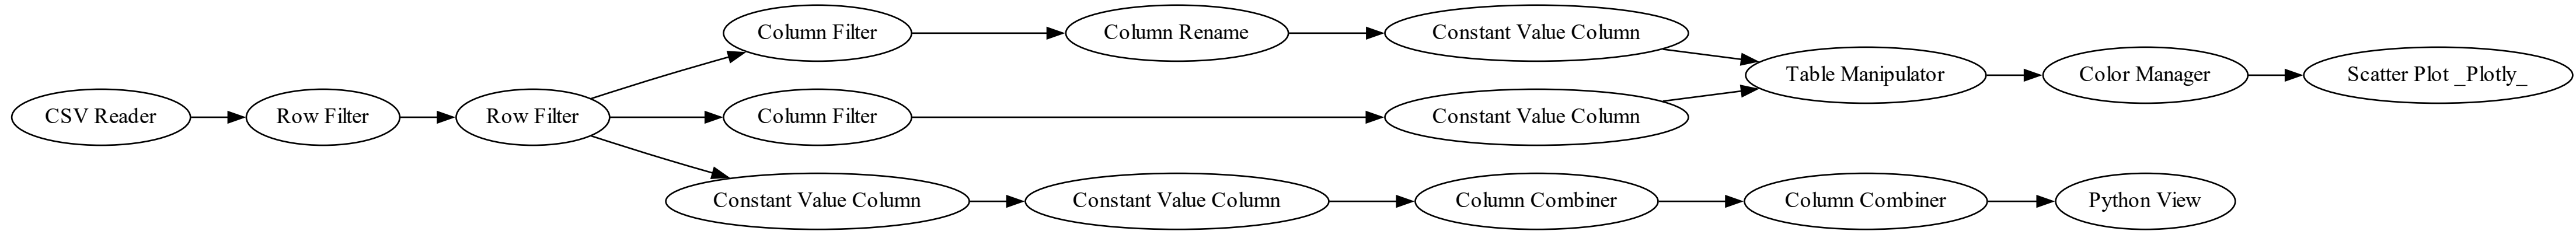 Column Filter
Column Rename
Constant Value Column
Table Manipulator
Color Manager
Scatter Plot _Plotly_
CSV Reader
Row Filter
Row Filter
Column Filter
Constant Value Column
Constant Value Column
Constant Value Column
Column Combiner
Column Combiner
Python View